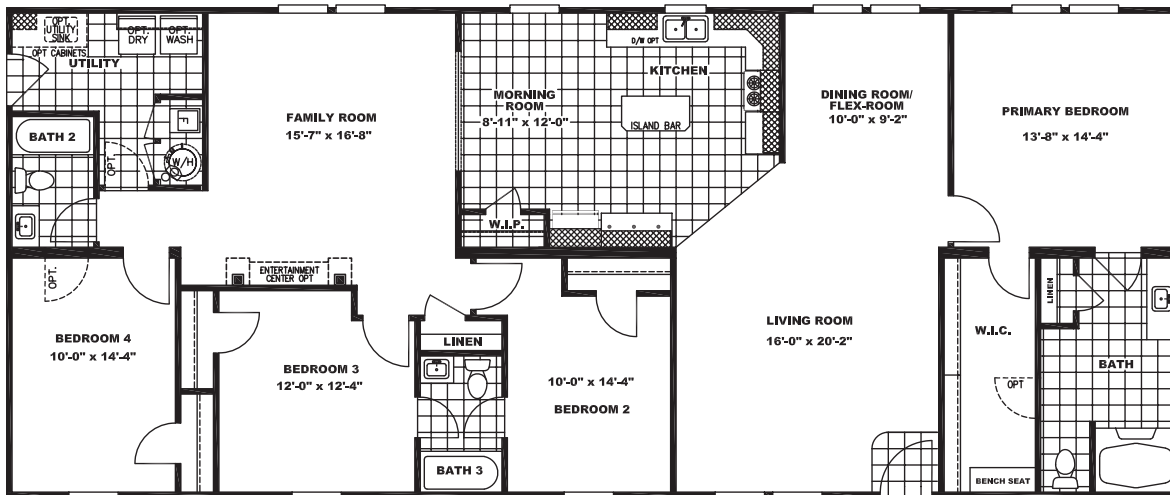 OPT.
UTILITY
SINK
OPT.
DRY
OPT.
WASH
OPT CABINETS
UTILITY
F
W/H
OPT.
BATH 2
FAMILY ROOM
15'-7" x 16'-8"
MORNING
ROOM
8'-11" x 12'-0"
D/W OPT
KITCHEN
ISLAND BAR
W.I.P.
DINING ROOM/
FLEX-ROOM
10'-0" x 9'-2"
PRIMARY BEDROOM
13'-8" x 14'-4"
OPT.
BEDROOM 4
10'-0" x 14'-4"
ENTERTAINMENT
CENTER OPT
BEDROOM 3
12'-0" x 12'-4"
LINEN
BATH 3
10'-0" x 14'-4"
BEDROOM 2
LIVING ROOM
16'-0" x 20'-2"
W.I.C.
OPT
BENCH SEAT
LINEN
BATH